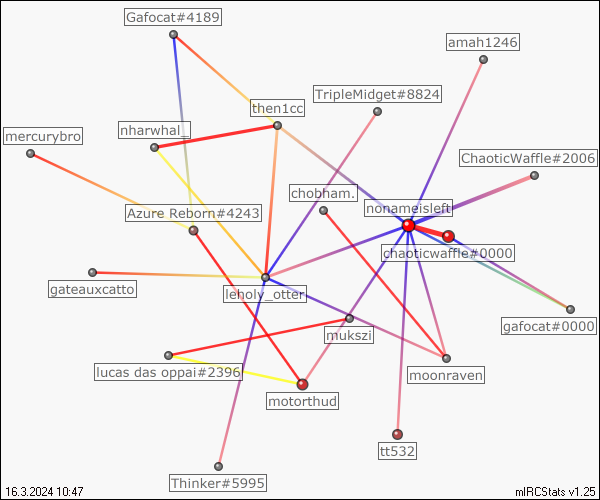 Gafocat#4189
amah1246
TripleMidget#8824
then1cc
nharwhal_
mercurybro
ChaoticWaffle#2006
chobham.
nonameisleft
Azure Reborn#4243
chaoticwaffle#0000
gateauxcatto
leholy_otter
gafocat#0000
mukszi
lucas das oppai#2396
moonraven
motorthud
tt532
Thinker#5995
16.3.2024 10:47
mIRCStats v1.25